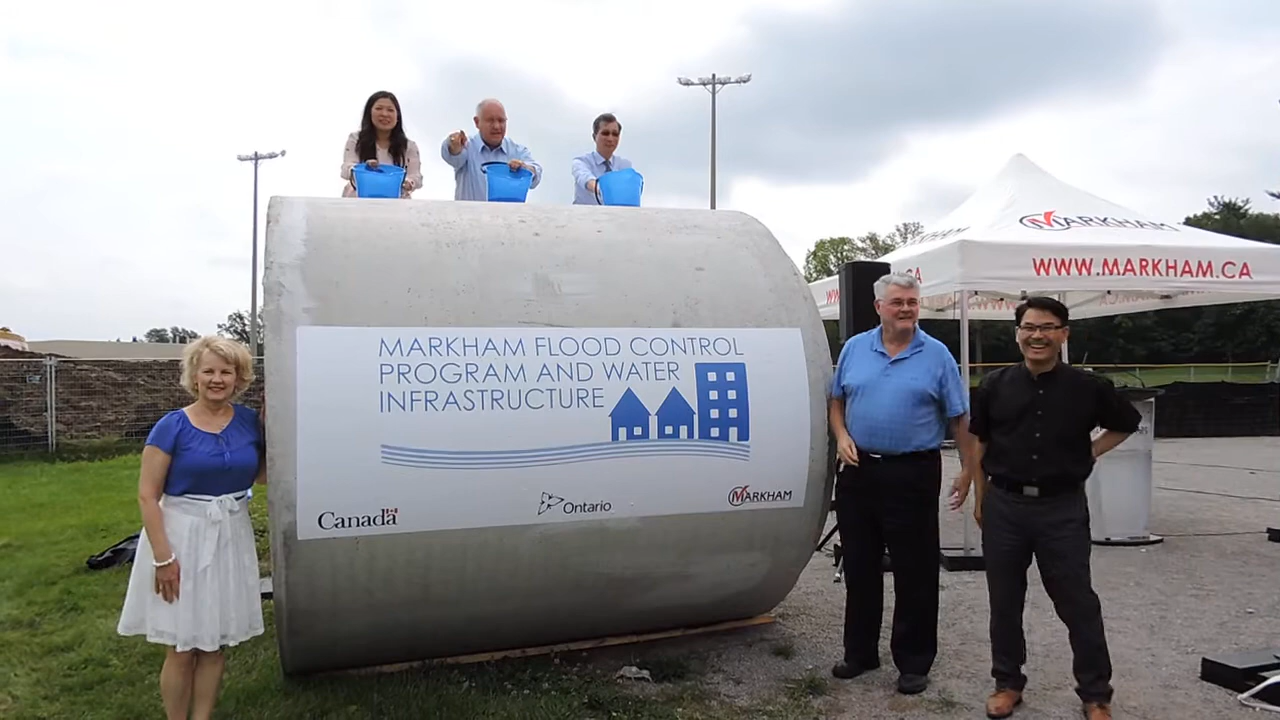 MARKHAM
WWW.MARKHAM.CA
MARKHAM FLOOD CONTROL
PROGRAM AND WATER
INFRASTRUCTURE
Canada
Ontario
MARKHAM